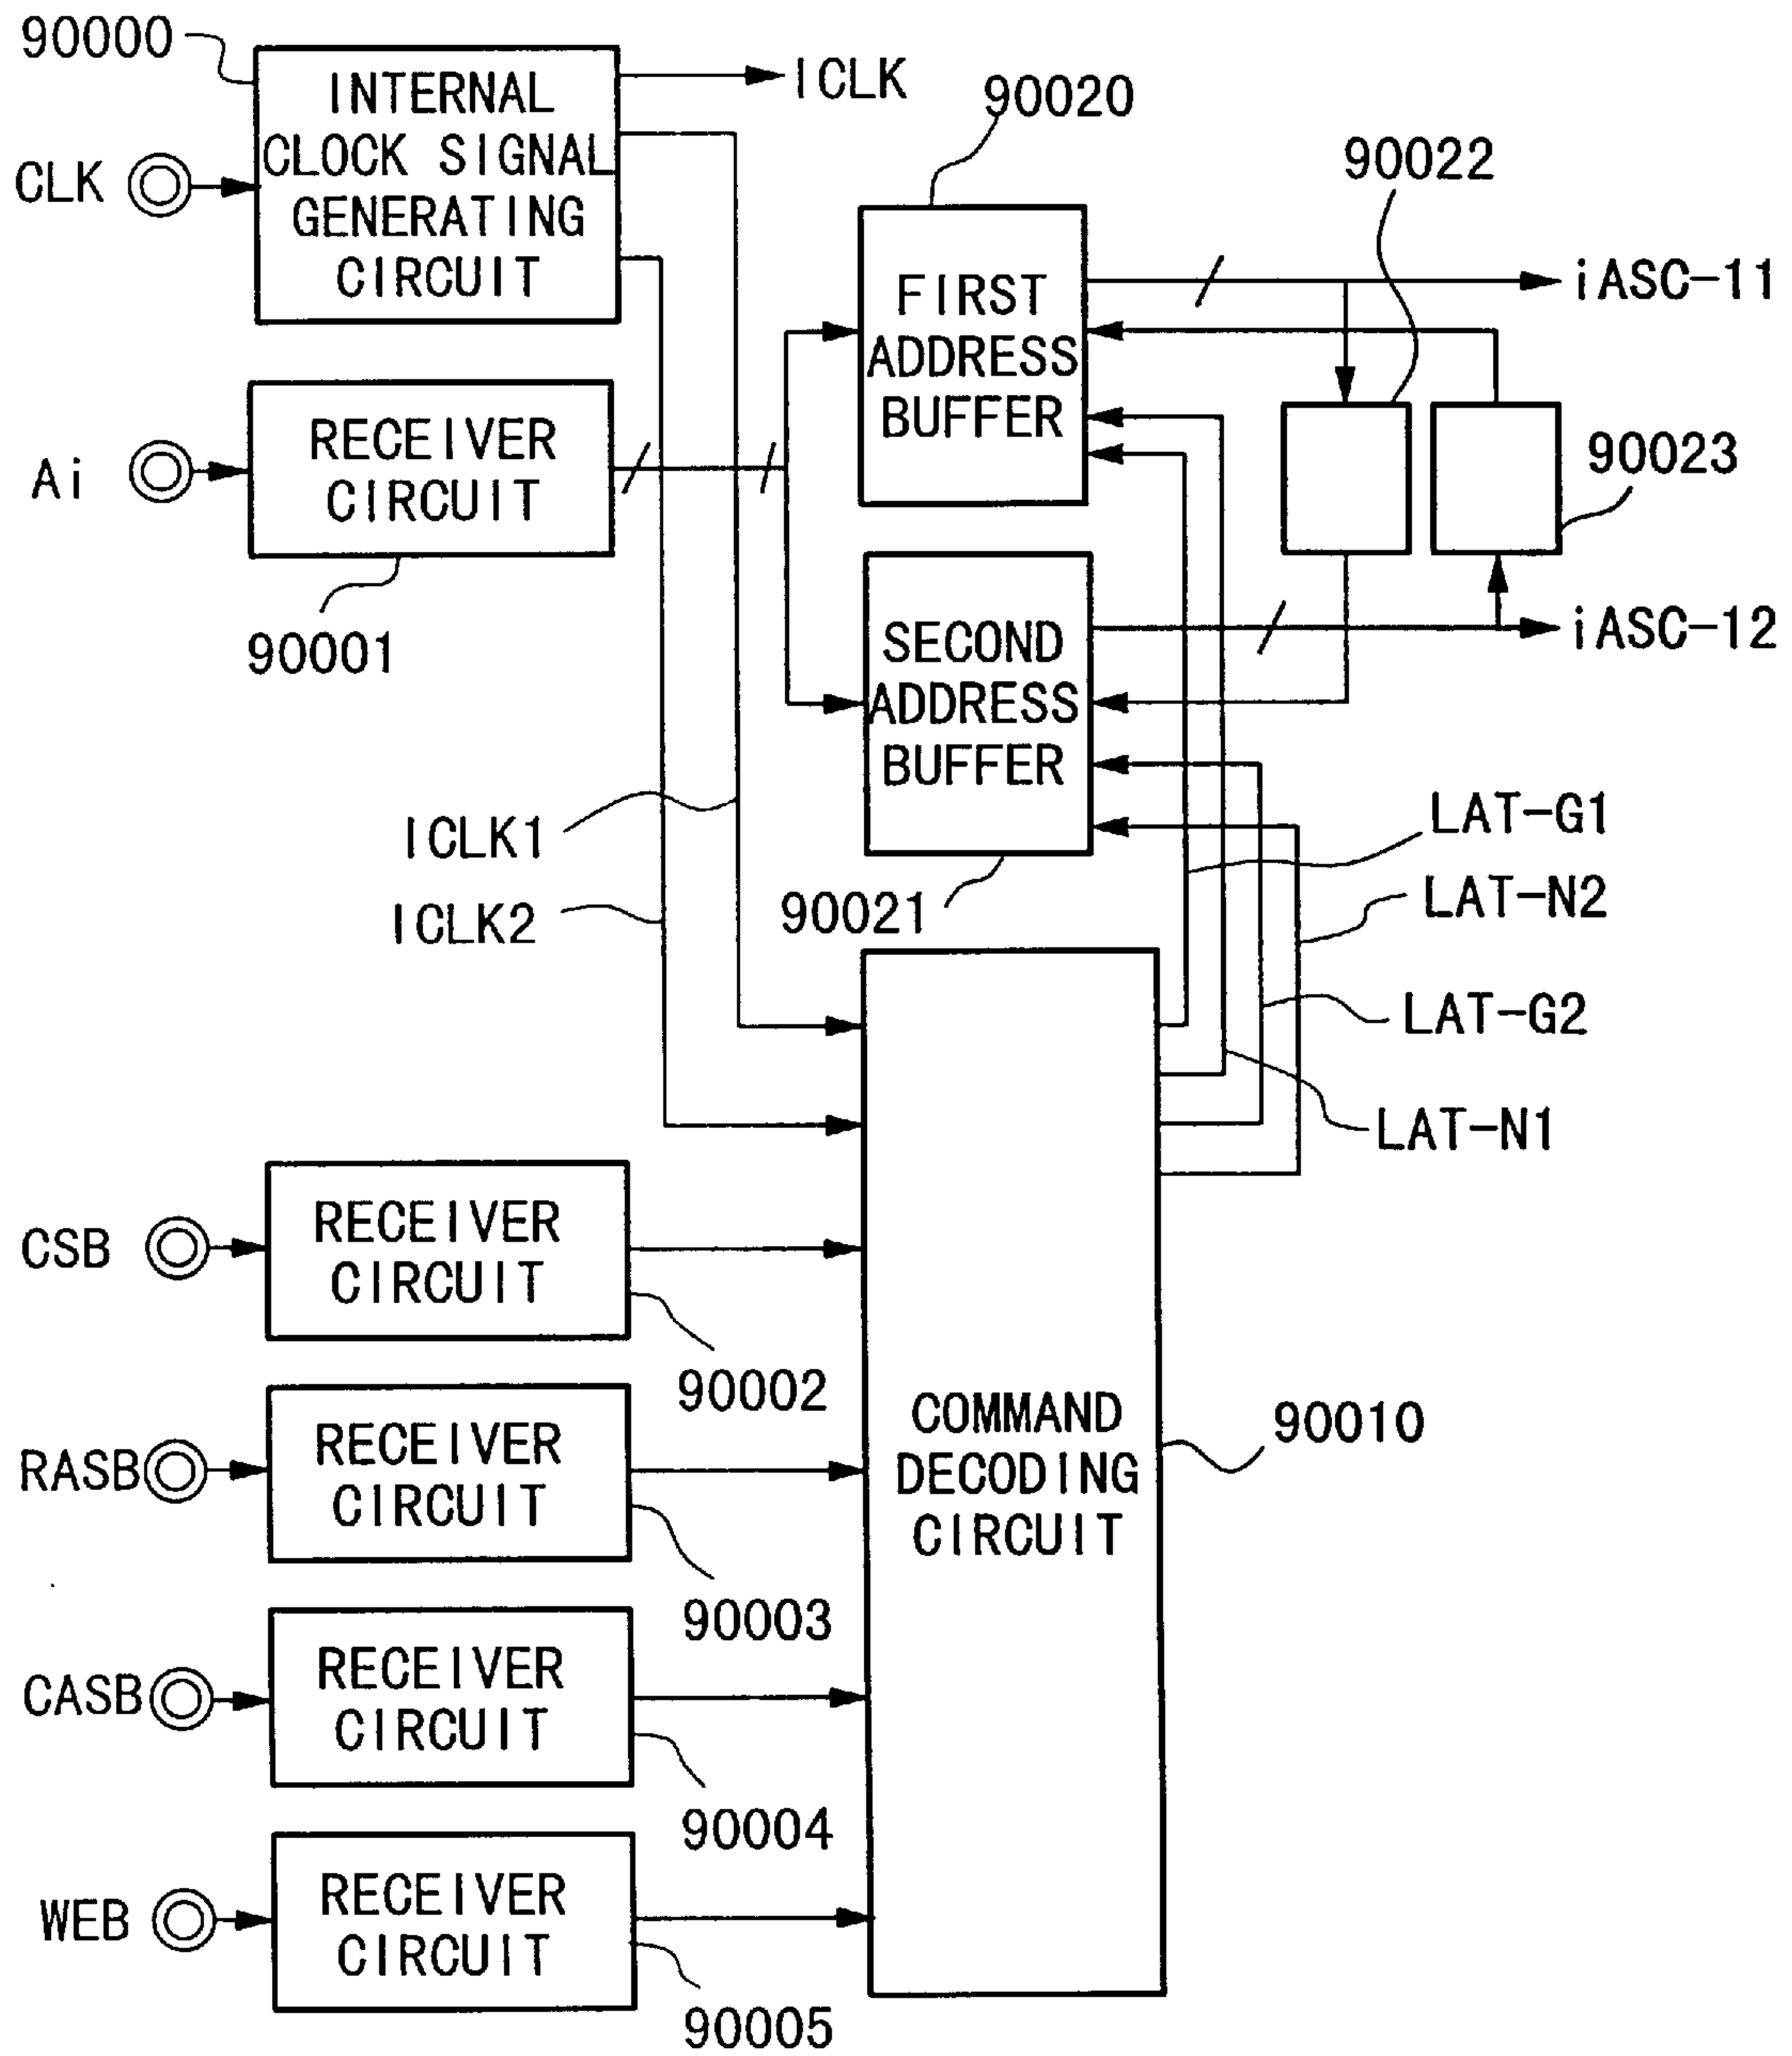 90000
INTERNAL
CLOCK SIGNAL
GENERATING
CIRCUIT
ICLK
CLK
90020
90022
FIRST
ADDRESS
BUFFER
iASC-11
Ai
RECEIVER
CIRCUIT
90001
90023
SECOND
ADDRESS
BUFFER
iASC-12
90021
ICLK1
ICLK2
LAT-G1
LAT-N2
LAT-G2
LAT-N1
CSB
RECEIVER
CIRCUIT
90002
RASB
RECEIVER
CIRCUIT
90003
COMMAND
DECODING
CIRCUIT
90010
CASB
RECEIVER
CIRCUIT
90004
WEB
RECEIVER
CIRCUIT
90005